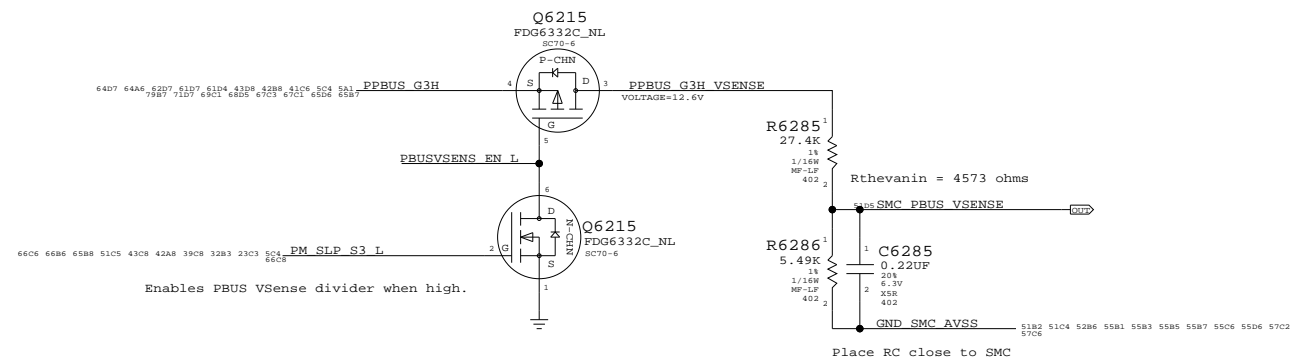 Q6215
FDG6332C_NL
SC70-6
P-CHN
S
D
G
4
3
5
64D7 64A6 62D7 61D7 61D4 43D8 42B8 41C6 5C4 5A1
79B7 71D7 69C1 68D5 67C3 67C1 65D6 65B7
PPBUS_G3H
PPBUS_G3H_VSENSE
VOLTAGE=12.6V
R6285
27.4K
1%
1/16W
MF-LF
402
1
2
PBUSVSENS_EN_L
Rthevanin = 4573 ohms
51D5 SMC_PBUS_VSENSE
OUT
6
D
G
S
N-CHN
2
1
Q6215
FDG6332C_NL
SC70-6
66C6 66B6 65B8 51C5 43C8 42A8 39C8 32B3 23C3 5C4
66C8
PM_SLP_S3_L
Enables PBUS VSense divider when high.
R6286
5.49K
1%
1/16W
MF-LF
402
1
2
C6285
0.22UF
20%
6.3V
X5R
402
1
2
GND_SMC_AVSS
51B2 51C4 52B6 55B1 55B3 55B5 55B7 55C6 55D6 57C2
57C6
Place RC close to SMC